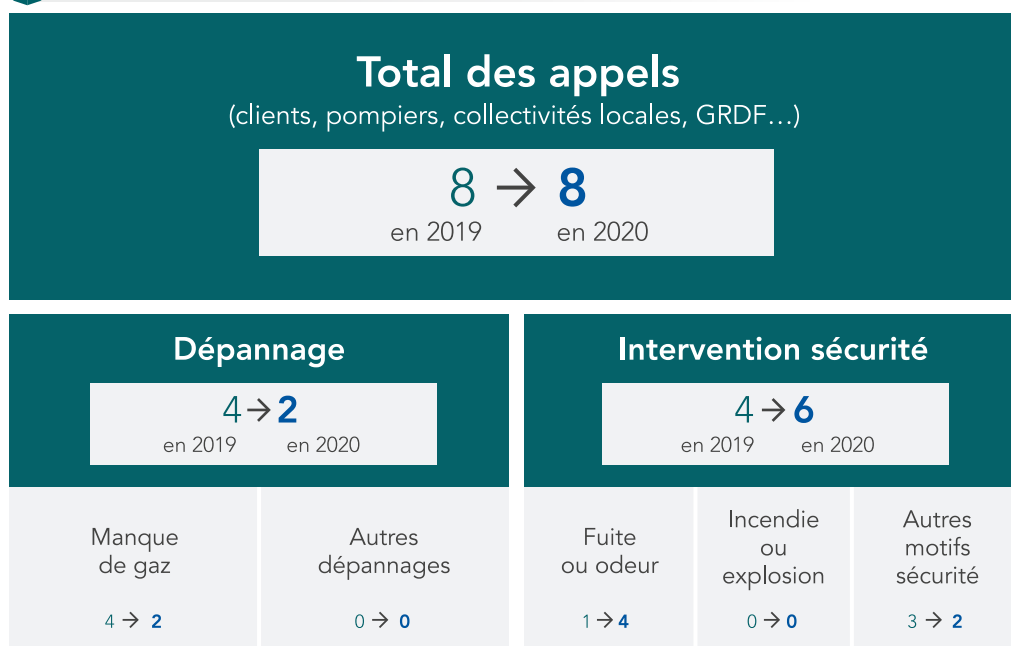 Total des appels
(clients, pompiers, collectivités locales, GRDF...)
8 → 8
en 2019 en 2020
Dépannage
4 → 2
en 2019 en 2020
Manque
de gaz
4 → 2
Autres
dépannages
0 → 0
Intervention sécurité
4 → 6
en 2019 en 2020
Fuite
ou odeur
1 → 4
Incendie
ou
explosion
0 → 0
Autres
motifs
sécurité
3 → 2